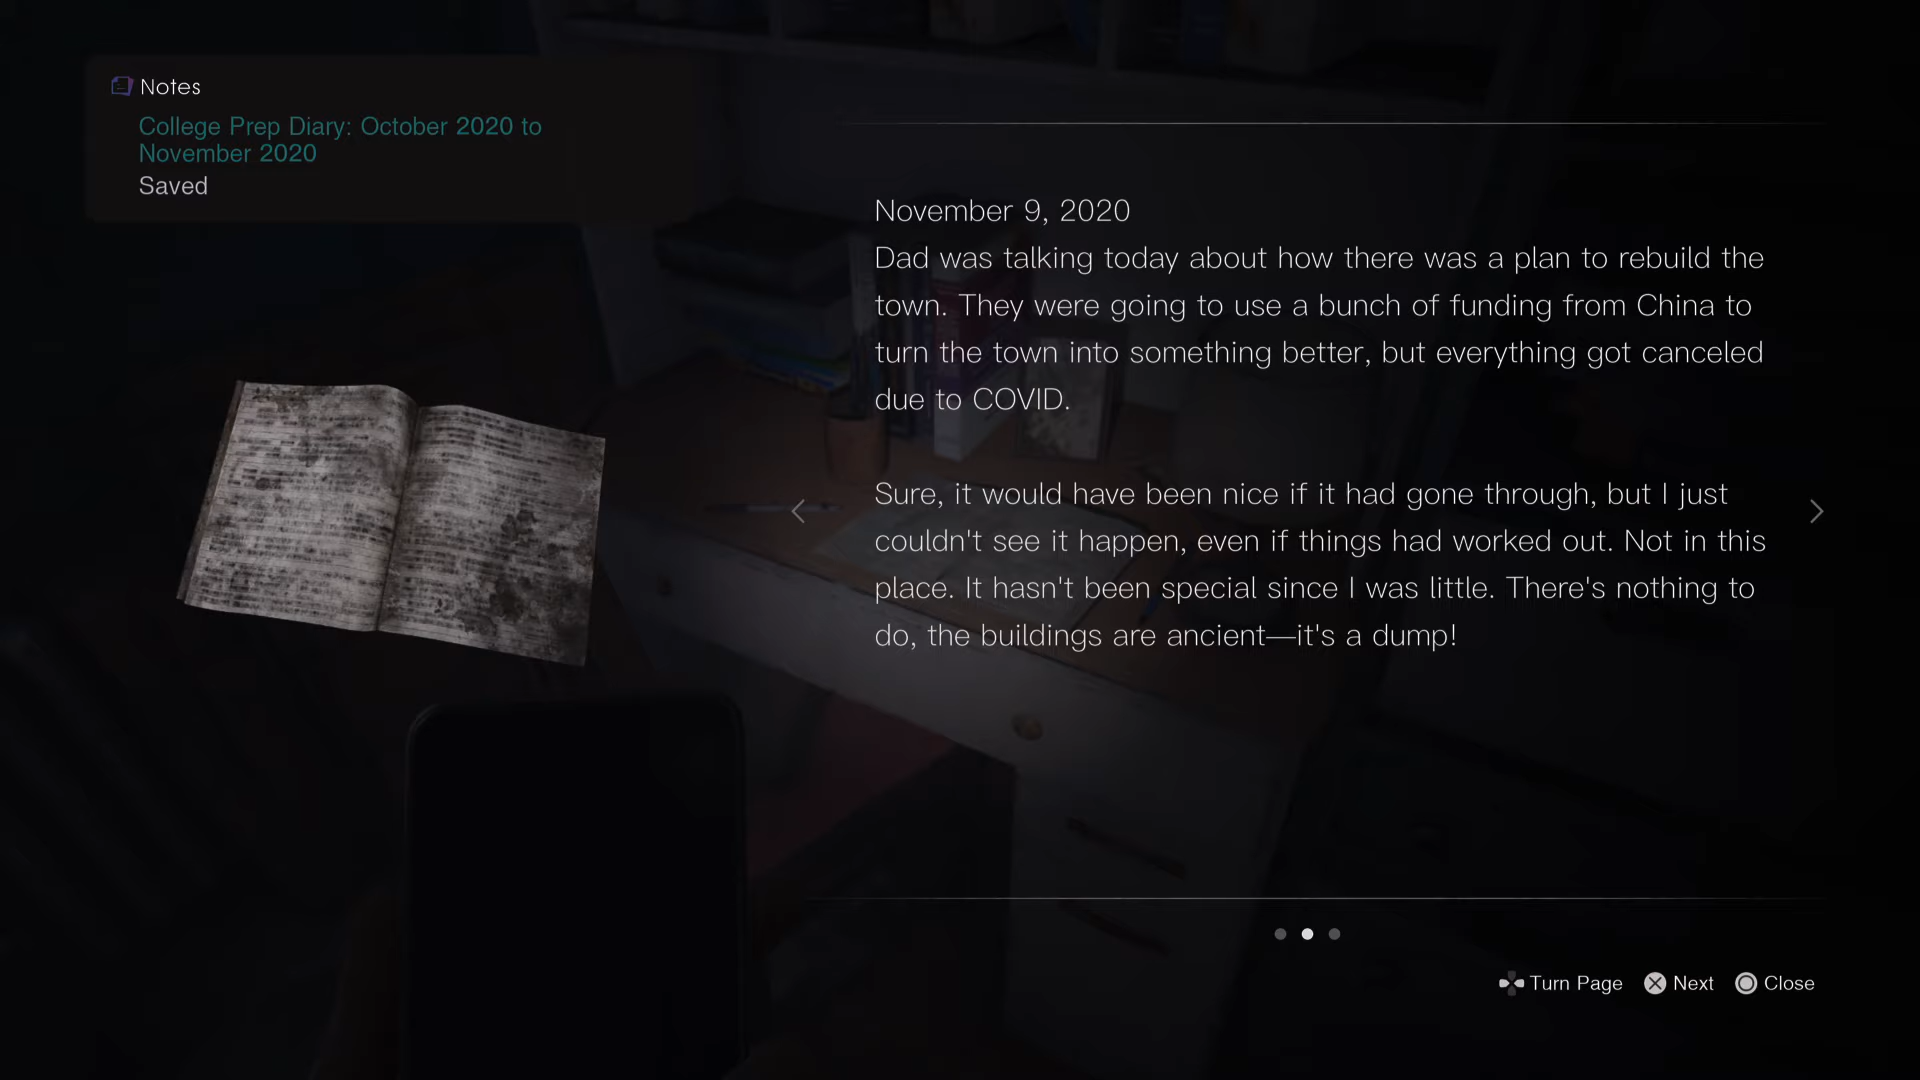 Notes
College Prep Diary: October 2020 to
November 2020
Saved
November 9, 2020
Dad was talking today about how there was a plan to rebuild the
town. They were going to use a bunch of funding from China to
turn the town into something better, but everything got canceled
due to COVID.
Sure, it would have been nice if it had gone through, but I just
couldn't see it happen, even if things had worked out. Not in this
place. It hasn't been special since I was little. There's nothing to
do, the buildings are ancient—it's a dump!
Turn Page Next Close